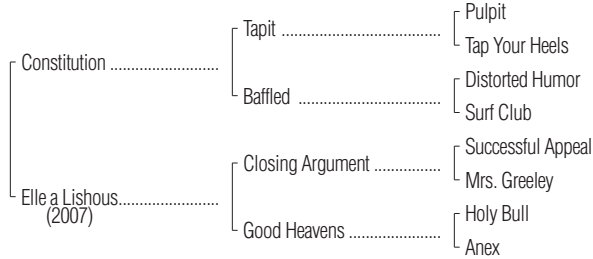 Pulpit
Tapit ..............................
Tap Your Heels
Constitution ....................
Distorted Humor
Baffled ...........................
Surf Club
Successful Appeal
Closing Argument .............
Mrs. Greeley
Elle a Lishous..................
(2007)
Holy Bull
Good Heavens .................
Anex